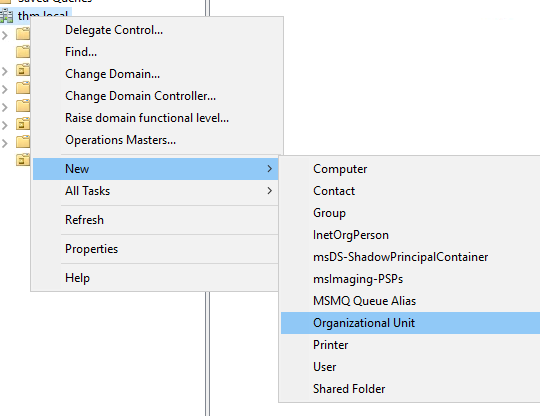 Saved Queries
thm.local
Delegate Control...
Find...
Change Domain...
Change Domain Controller...
Raise domain functional level...
Operations Masters...
New
All Tasks
Refresh
Properties
Help
Computer
Contact
Group
InetOrgPerson
msDS-ShadowPrincipalContainer
msImaging-PSPs
MSMQ Queue Alias
Organizational Unit
Printer
User
Shared Folder